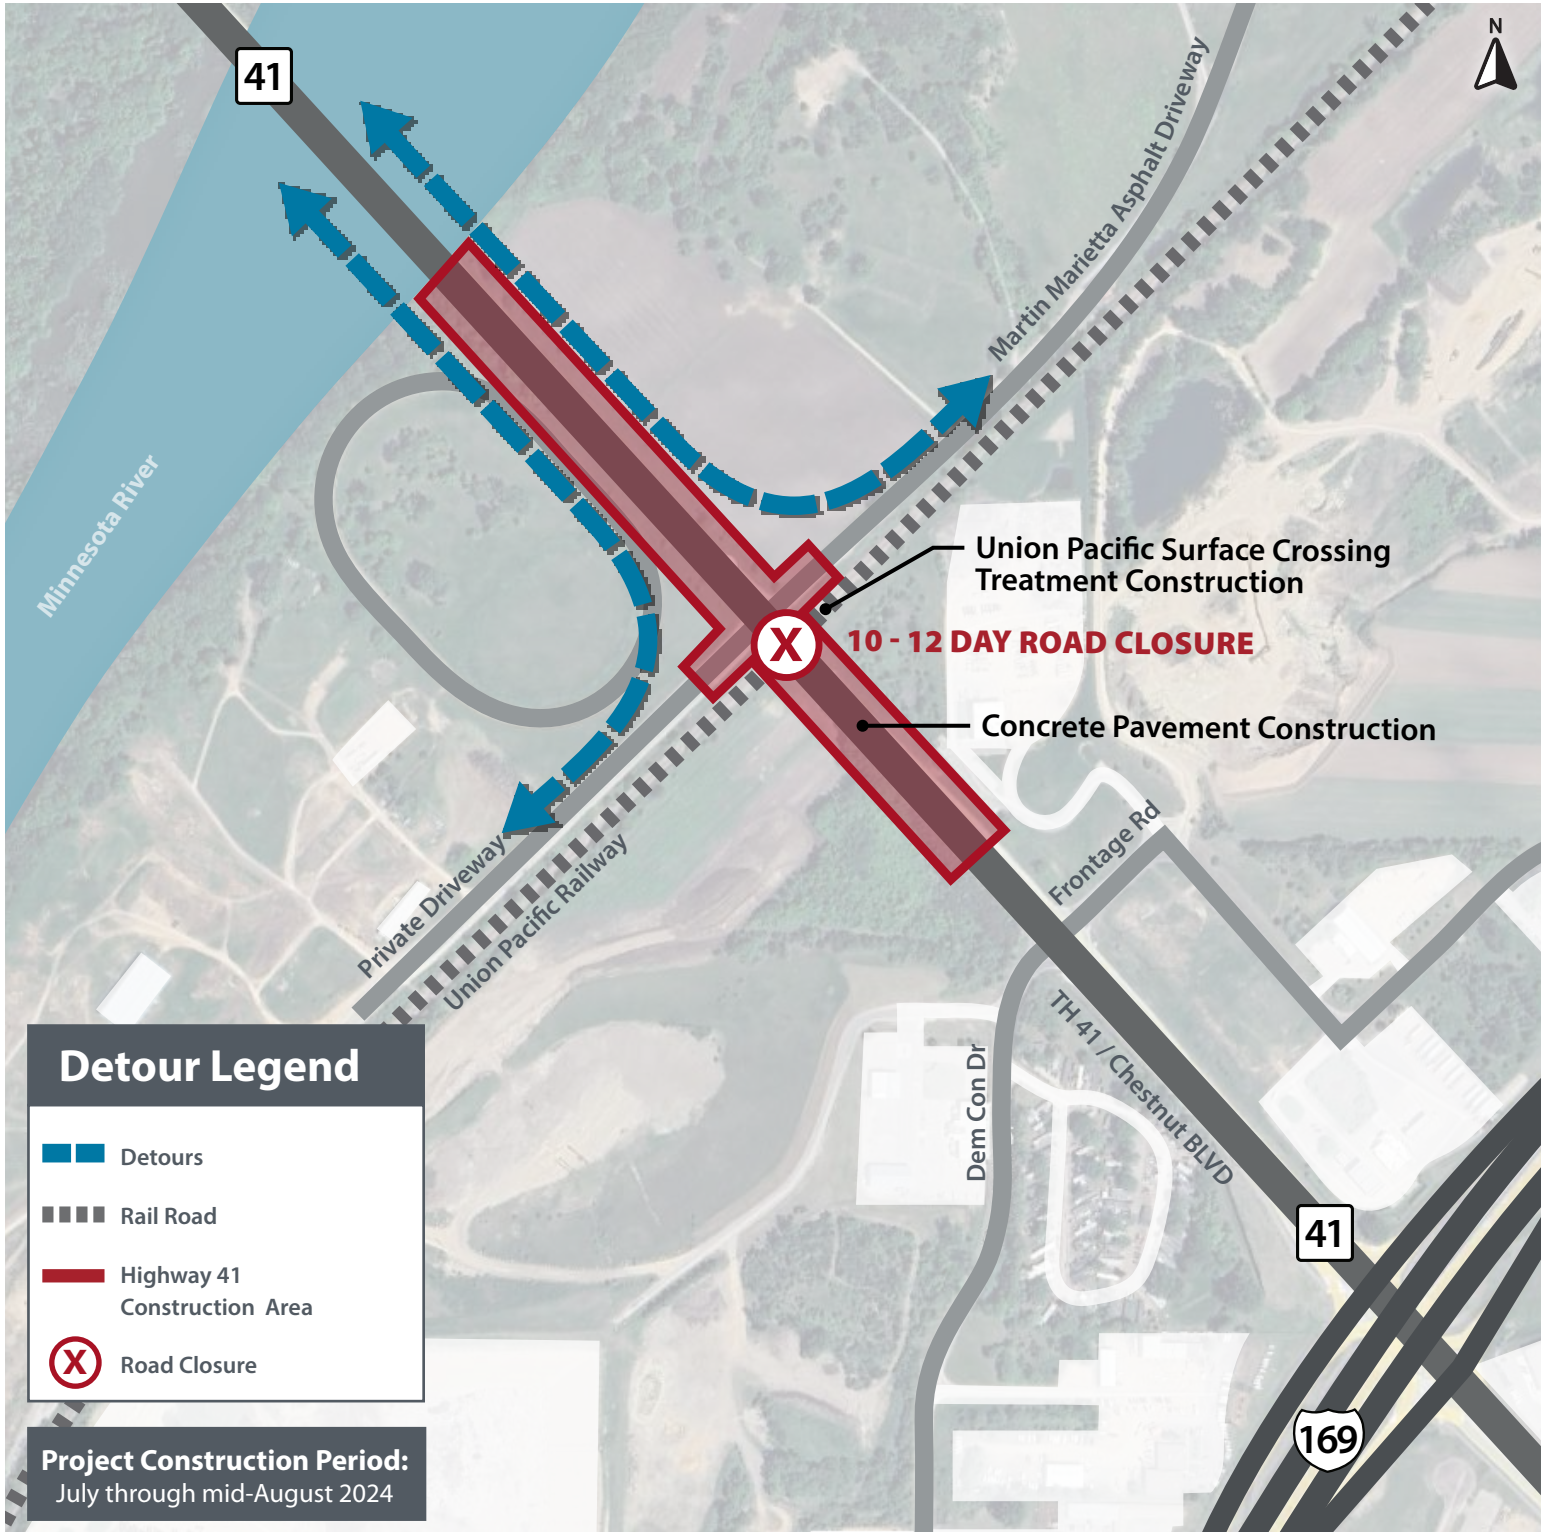 N
41
Martin Marietta Asphalt Driveway
Minnesota River
Union Pacific Surface Crossing
Treatment Construction
X
10 - 12 DAY ROAD CLOSURE
Concrete Pavement Construction
Frontage Rd
Private Driveway
Union Pacific Railway
TH 41 / Chestnut BLVD
Dem Con Dr
41
169
Detour Legend
Detours
Rail Road
Highway 41
Construction Area
X
Road Closure
Project Construction Period:
July through mid-August 2024